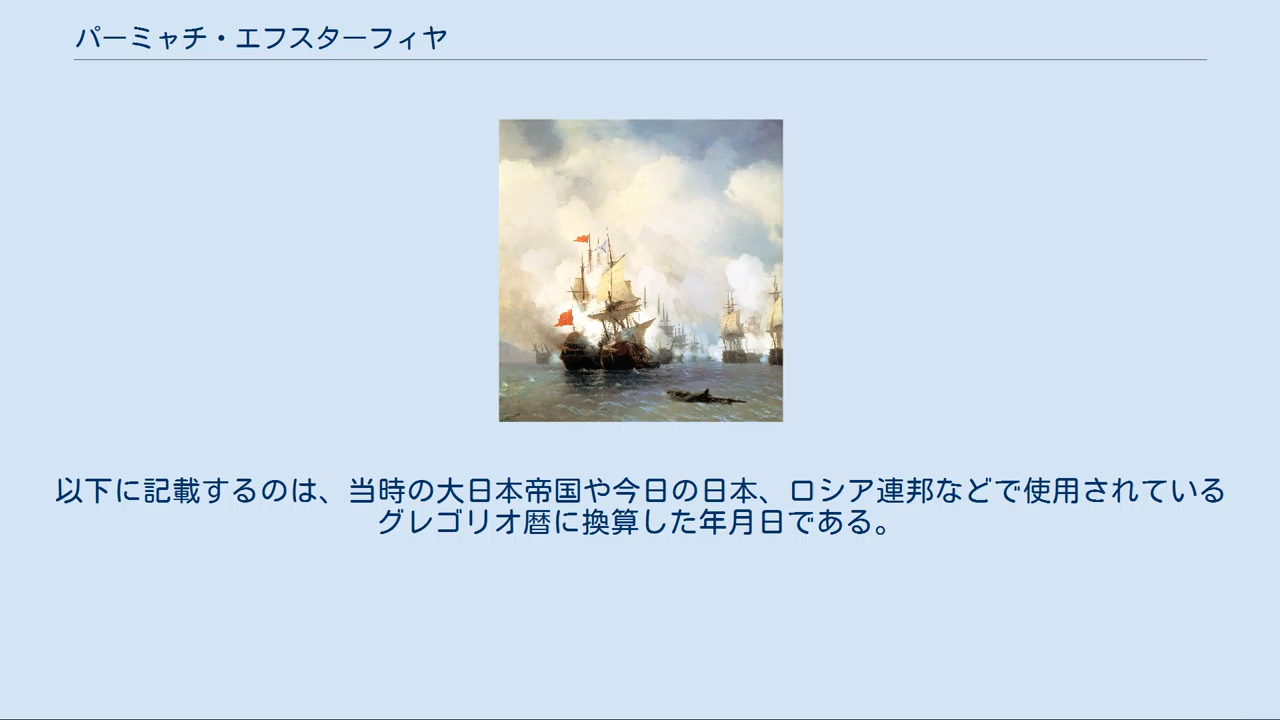 パーミャチ・エフスターフィヤ
以下に記載するのは、当時の大日本帝国や今日の日本、ロシア連邦などで使用されている
グレゴリオ暦に換算した年月日である。